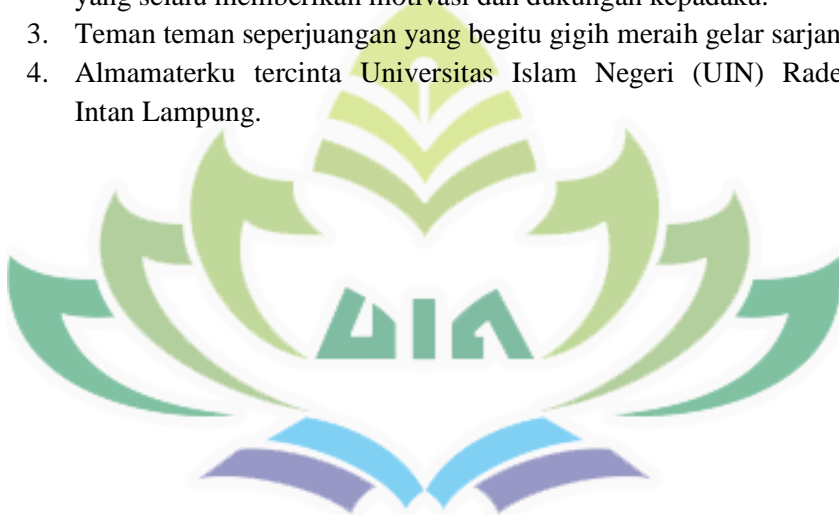 yang selalu memberikan motivasi dan dukungan kepadaku.
3. Teman teman seperjuangan yang begitu gigih meraih gelar sarjan
4. Almamaterku tercinta Universitas Islam Negeri (UIN) Rade
Intan Lampung.
UIN